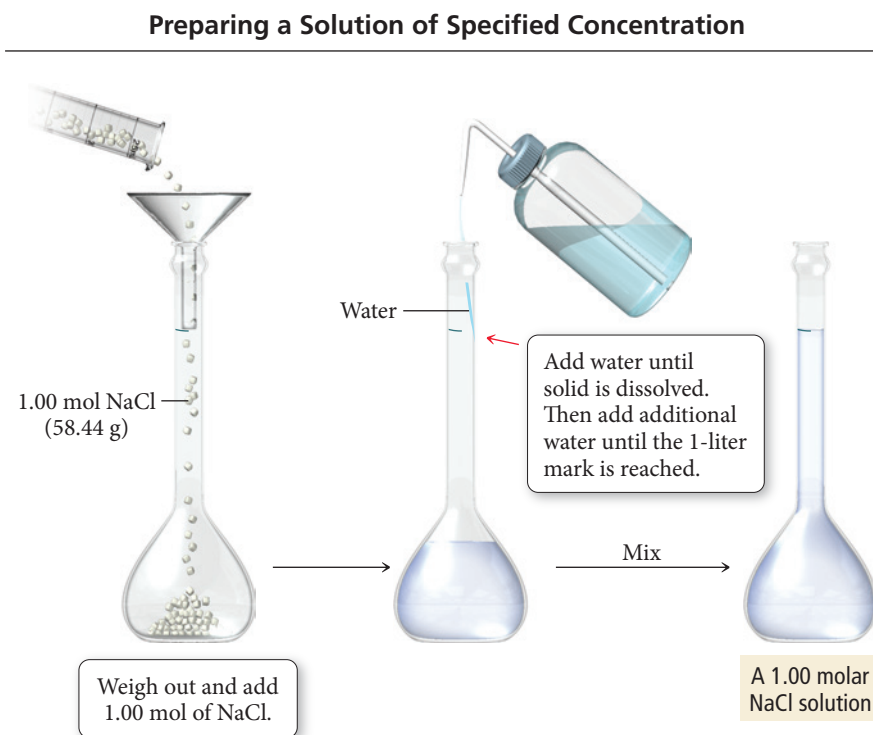 Preparing a Solution of Specified Concentration
Water
Add water until
solid is dissolved.
Then add additional
water until the 1-liter
mark is reached.
1.00 mol NaCl
(58.44 g)
Mix
Weigh out and add
1.00 mol of NaCl.
A 1.00 molar
NaCl solution